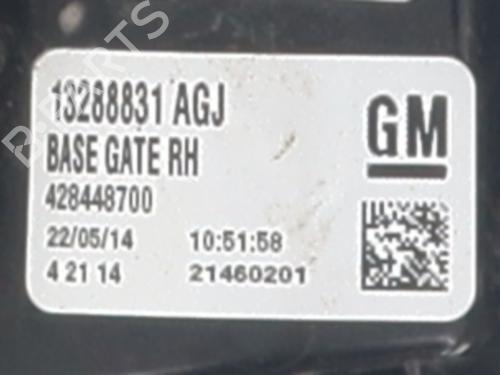 13288831 AGJ
BASE GATE RH
428448700
22/05/14 10:51:58
4 21 14 21460201
GM